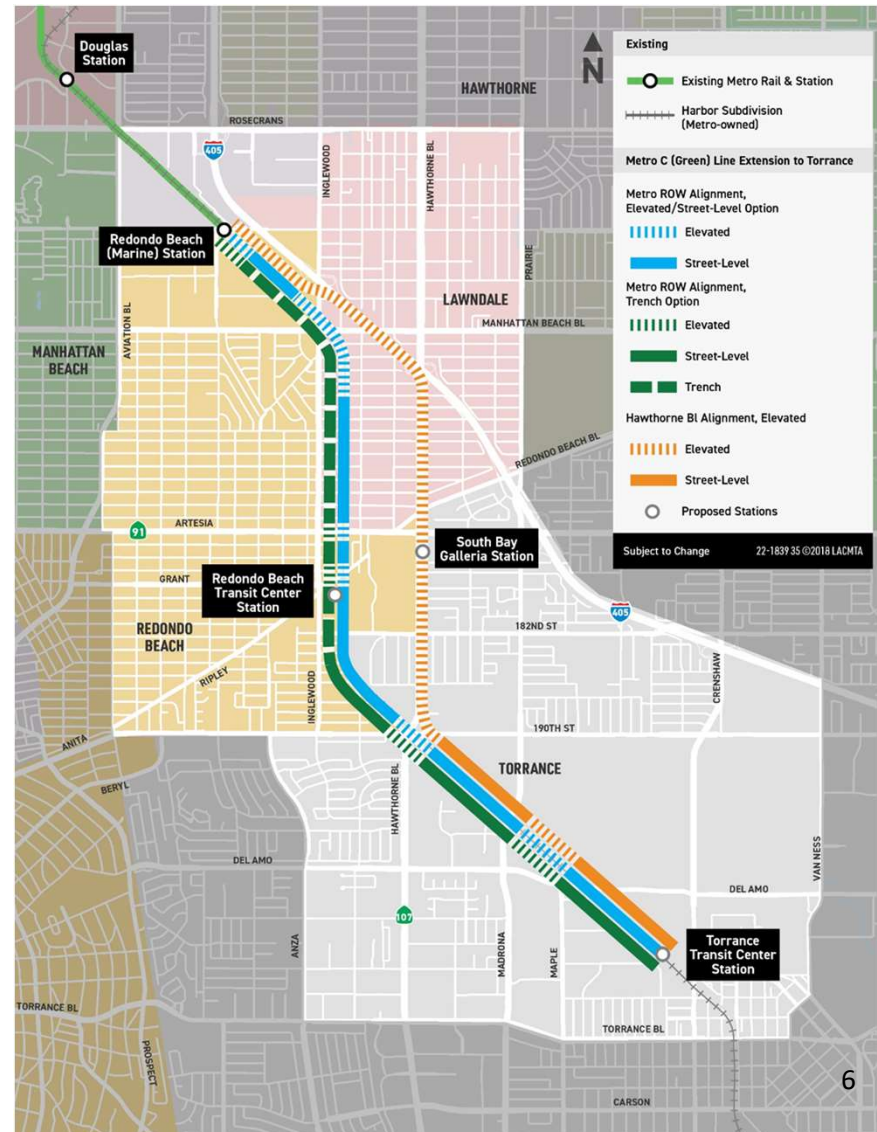 Douglas
Station
HAWTHORNE
ROSECRANS
405
INGLEWOOD
HAWTHORNE BL
Redondo Beach
(Marine) Station
PRAIRIE
LAWNDALE
AVIATION BL
MANHATTAN BEACH BL
MANHATTAN
BEACH
REDONDO BEACH BL
ARTESIA
91
South Bay
Galleria Station
GRANT
Redondo Beach
Transit Center
Station
405
182ND ST
REDONDO
BEACH
RIPLEY
INGLEWOOD
CRENSHAW
190TH ST
ANITA
BERYL
TORRANCE
HAWTHORNE BL
VAN NESS
DEL AMO
DEL AMO
107
ANZA
MADRONA
MAPLE
Torrance
Transit Center
Station
TORRANCE BL
TORRANCE BL
PROSPECT
CARSON
N
Existing
Existing Metro Rail & Station
Harbor Subdivision
(Metro-owned)
Metro C (Green) Line Extension to Torrance
Metro ROW Alignment,
Elevated/Street-Level Option
Elevated
Street-Level
Metro ROW Alignment,
Trench Option
Elevated
Street-Level
Trench
Hawthorne Bl Alignment, Elevated
Elevated
Street-Level
Proposed Stations
Subject to Change 22-1839 35 ©2018 LACMTA
6